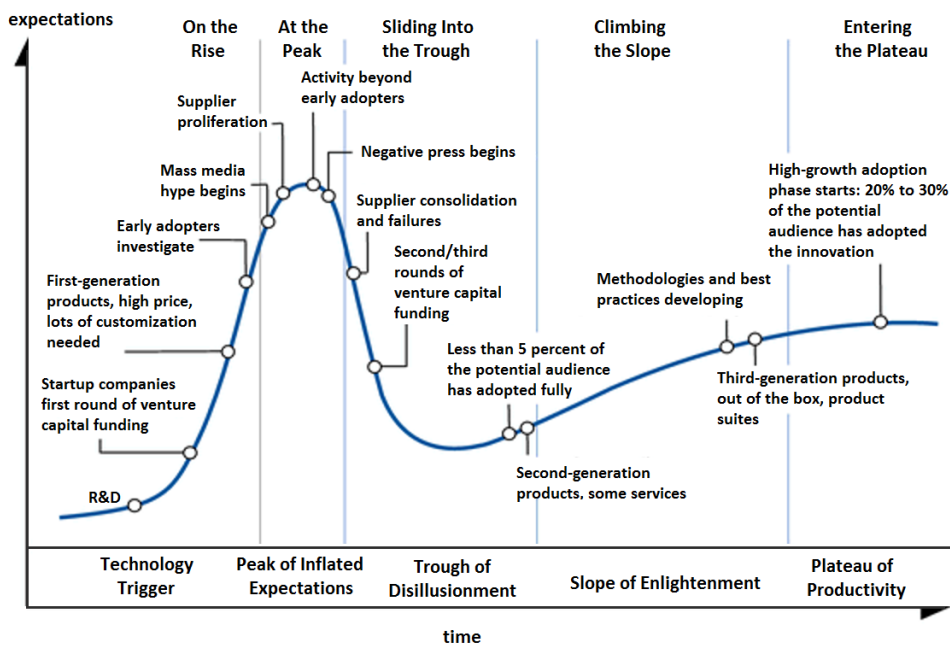 expectations
On the
Rise
At the
Peak
Sliding Into
the Trough
Climbing
the Slope
Entering
the Plateau
Activity beyond
early adopters
Supplier
proliferation
Negative press begins
Mass media
hype begins
High-growth adoption
phase starts: 20% to 30%
of the potential
audience has adopted
the innovation
Supplier consolidation
and failures
Early adopters
investigate
Second/third
rounds of
venture capital
funding
First-generation
products, high price,
lots of customization
needed
Methodologies and best
practices developing
Less than 5 percent of
the potential audience
has adopted fully
Third-generation products,
out of the box, product
suites
Startup companies
first round of venture
capital funding
Second-generation
products, some services
R&D
Technology
Trigger
Peak of Inflated
Expectations
Trough of
Disillusionment
Slope of Enlightenment
Plateau of
Productivity
time